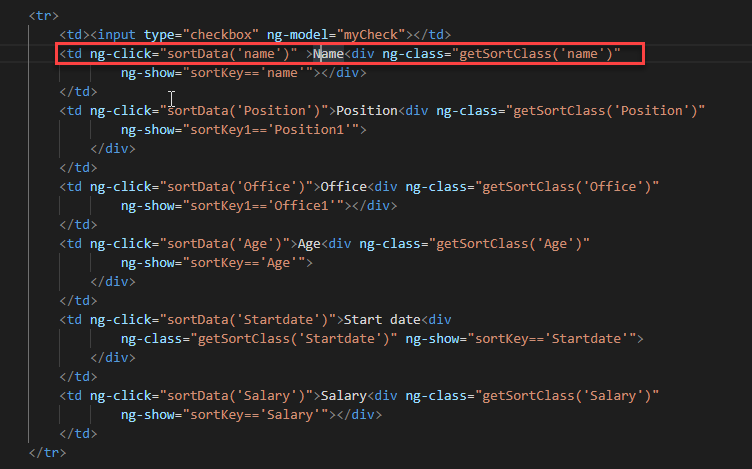 <tr>
<td><input type="checkbox" ng-model="myCheck"></td>
<td ng-click="sortData('name')" >Name<div ng-class="getSortClass('name')"
ng-show="sortKey=='name'"></div>
</td>
<td ng-click="sortData('Position')">Position<div ng-class="getSortClass('Position')"
ng-show="sortKey1=='Position1'">
</div>
</td>
<td ng-click="sortData('Office')">Office<div ng-class="getSortClass('Office')"
ng-show="sortKey1=='Office1'"></div>
</td>
<td ng-click="sortData('Age')">Age<div ng-class="getSortClass('Age')"
ng-show="sortKey=='Age'">
</div>
</td>
<td ng-click="sortData('Startdate')">Start date<div
ng-class="getSortClass('Startdate')" ng-show="sortKey=='Startdate'">
</div>
</td>
<td ng-click="sortData('Salary')">Salary<div ng-class="getSortClass('Salary')"
ng-show="sortKey=='Salary'"></div>
</td>
</tr>